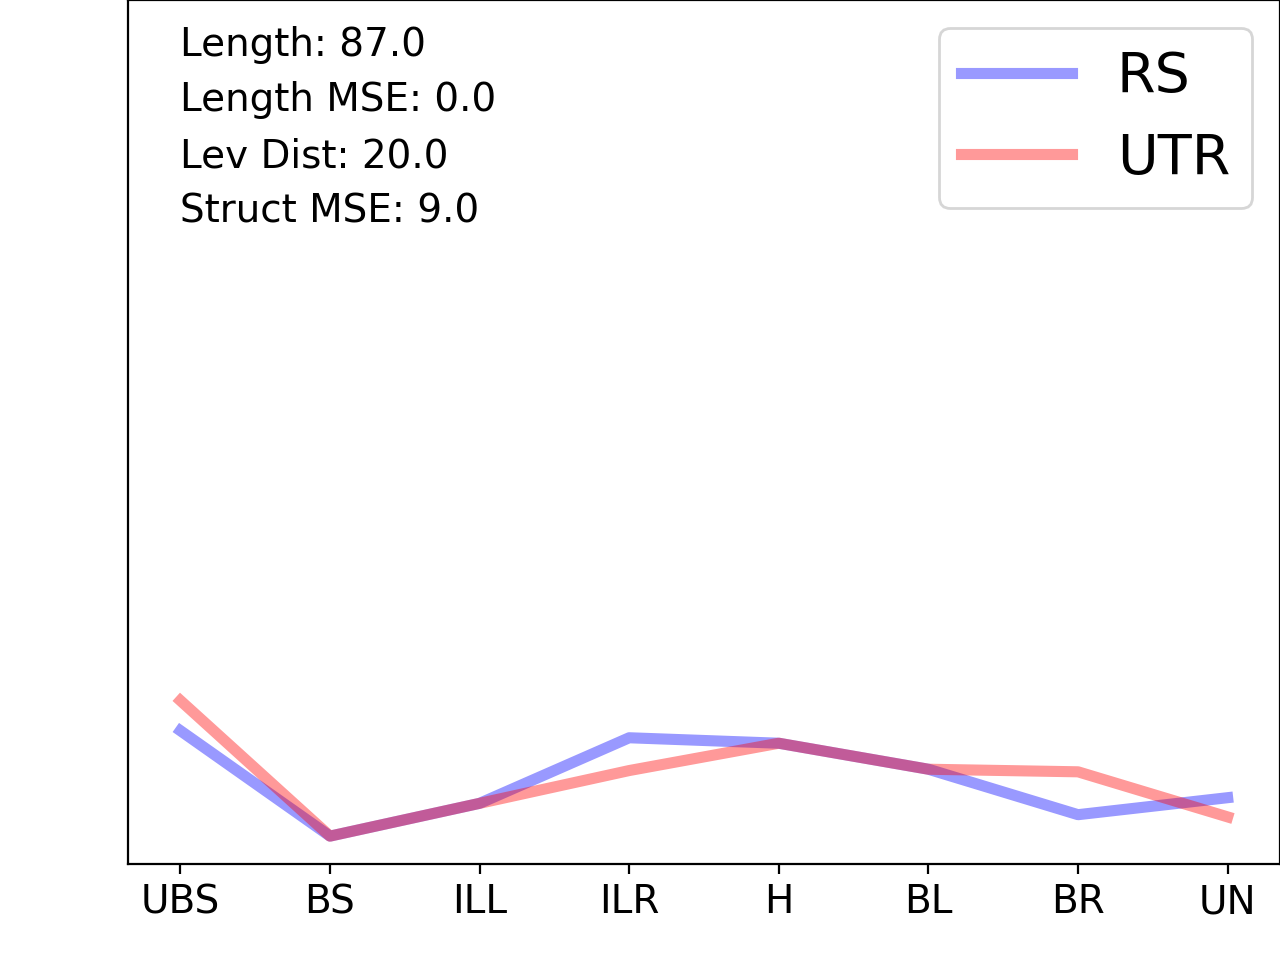 Length: 87.0
Length MSE: 0.0
Lev Dist: 20.0
Struct MSE: 9.0
RS
UTR
UBS BS ILL ILR H BL BR UN